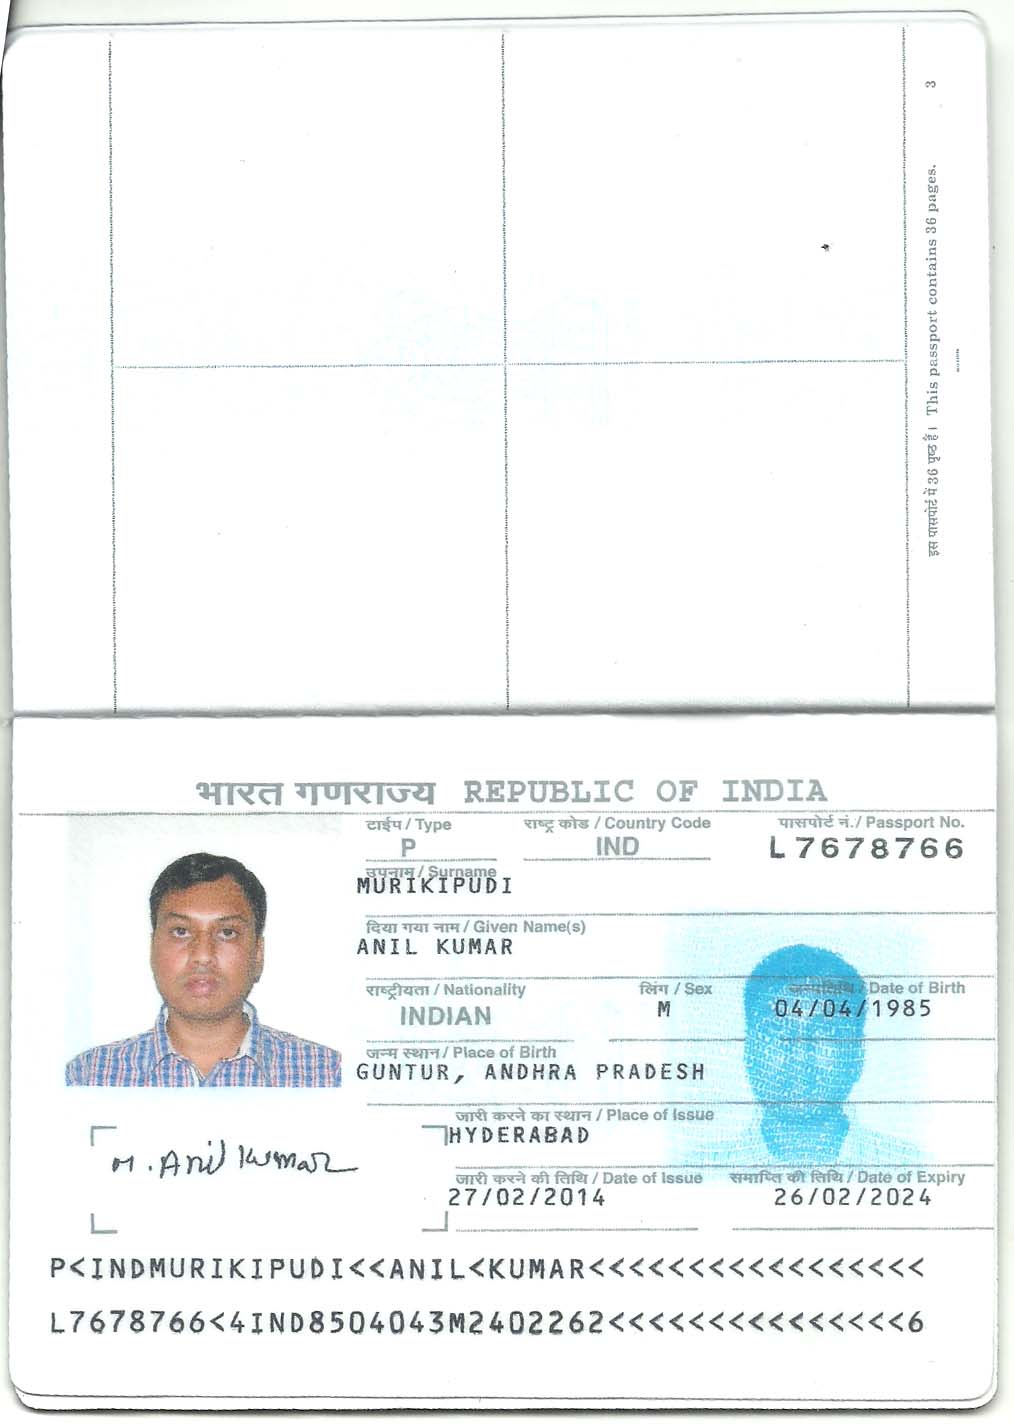 इस पासपोर्ट में 36 पृष्ठ हैं। This passport contains 36 pages. 3
भारत गणराज्य REPUBLIC OF INDIA
टाईप / Type राष्ट्र कोड / Country Code पासपोर्ट नं. / Passport No.
P IND L7678766
उपनाम / Surname
MURIKIPUDI
दिया गया नाम / Given Name(s)
ANIL KUMAR
राष्ट्रीयता / Nationality लिंग / Sex जन्मतिथि / Date of Birth
INDIAN M 04/04/1985
जन्म स्थान / Place of Birth
GUNTUR, ANDHRA PRADESH
जारी करने का स्थान / Place of Issue
HYDERABAD
M. Anil Kumar
जारी करने की तिथि / Date of Issue समाप्ति की तिथि / Date of Expiry
27/02/2014 26/02/2024
P<INDMURIKIPUDI<<ANIL<KUMAR<<<<<<<<<<<<<<<<<
L7678766<4IND8504043M2402262<<<<<<<<<<<<<<<6